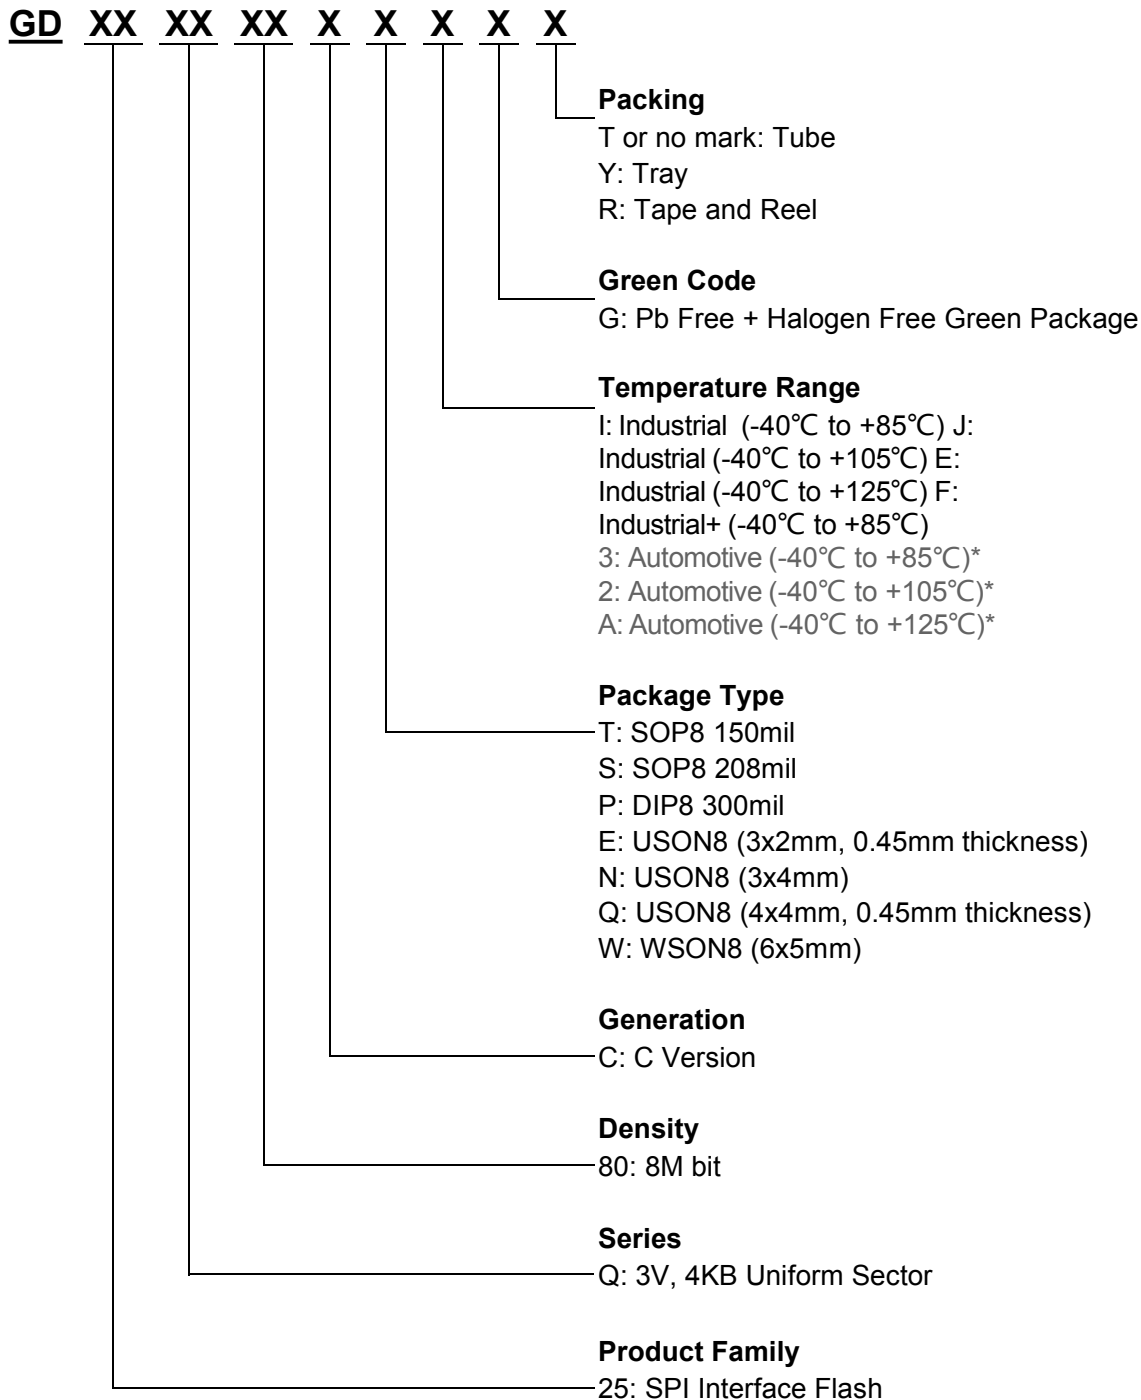 GD XX XX XX X X X X X
Packing
T or no mark: Tube
Y: Tray
R: Tape and Reel
Green Code
G: Pb Free + Halogen Free Green Package
Temperature Range
I: Industrial (-40℃ to +85℃) J:
Industrial (-40℃ to +105℃) E:
Industrial (-40℃ to +125℃) F:
Industrial+ (-40℃ to +85℃)
3: Automotive (-40℃ to +85℃)*
2: Automotive (-40℃ to +105℃)*
A: Automotive (-40℃ to +125℃)*
Package Type
T: SOP8 150mil
S: SOP8 208mil
P: DIP8 300mil
E: USON8 (3x2mm, 0.45mm thickness)
N: USON8 (3x4mm)
Q: USON8 (4x4mm, 0.45mm thickness)
W: WSON8 (6x5mm)
Generation
C: C Version
Density
80: 8M bit
Series
Q: 3V, 4KB Uniform Sector
Product Family
25: SPI Interface Flash